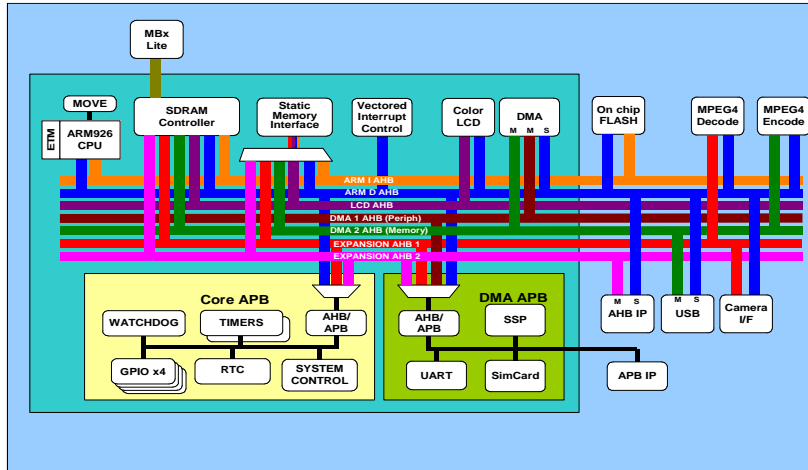 MBx
Lite
MOVE
ETM
ARM926
CPU
SDRAM
Controller
Static
Memory
Interface
Vectored
Interrupt
Control
Color
LCD
DMA
M M S
On chip
FLASH
MPEG4
Decode
MPEG4
Encode
ARM I AHB
ARM D AHB
LCD AHB
DMA 1 AHB (Periph)
DMA 2 AHB (Memory)
EXPANSION AHB 1
EXPANSION AHB 2
Core APB
WATCHDOG
TIMERS
AHB/
APB
GPIO x4
RTC
SYSTEM
CONTROL
DMA APB
AHB/
APB
SSP
UART
SimCard
APB IP
M S
AHB IP
M S
USB
Camera
I/F